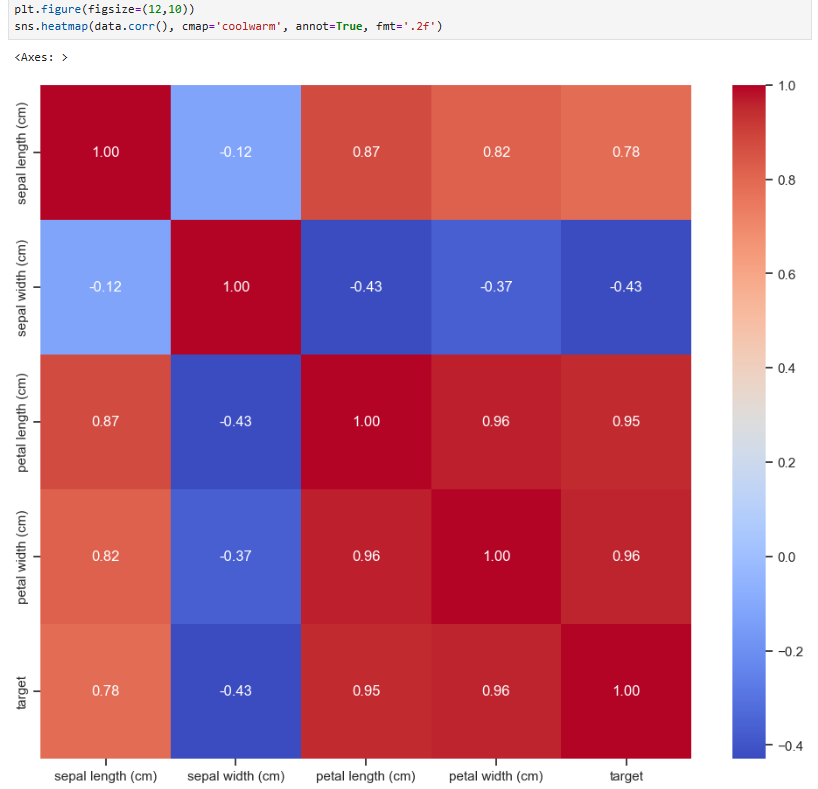 plt.figure(figsize=(12,10))
sns.heatmap(data.corr(), cmap='coolwarm', annot=True, fmt='.2f')
<Axes: >
sepal length (cm)
1.00 -0.12 0.87 0.82 0.78
sepal width (cm)
-0.12 1.00 -0.43 -0.37 -0.43
petal length (cm)
0.87 -0.43 1.00 0.96 0.95
petal width (cm)
0.82 -0.37 0.96 1.00 0.96
target
0.78 -0.43 0.95 0.96 1.00
sepal length (cm) sepal width (cm) petal length (cm) petal width (cm) target
1.0
0.8
0.6
0.4
0.2
0.0
−0.2
−0.4